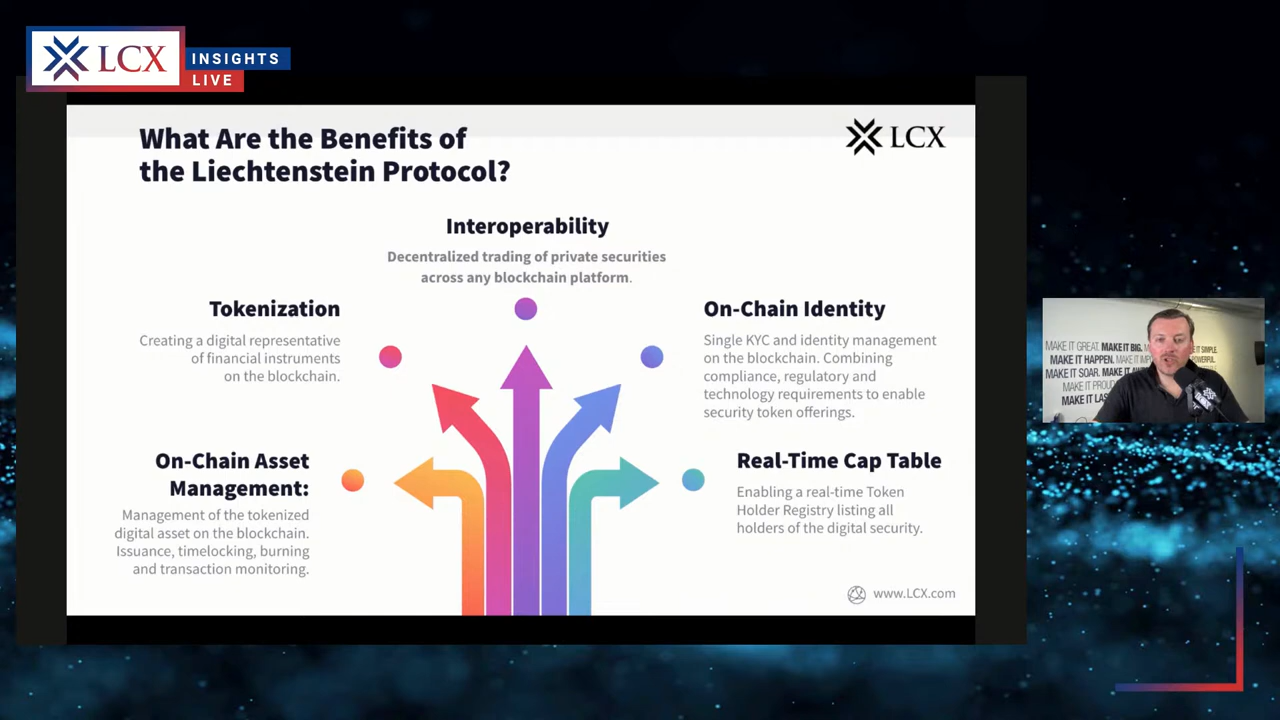 LCX
INSIGHTS
LIVE
What Are the Benefits of
the Liechtenstein Protocol?
LCX
Interoperability
Decentralized trading of private securities
across any blockchain platform.
Tokenization
Creating a digital representative
of financial instruments
on the blockchain.
On-Chain Identity
Single KYC and identity management
on the blockchain. Combining
compliance, regulatory and
technology requirements to enable
security token offerings.
On-Chain Asset
Management:
Management of the tokenized
digital asset on the blockchain.
Issuance, timelocking, burning
and transaction monitoring.
Real-Time Cap Table
Enabling a real-time Token
Holder Registry listing all
holders of the digital security.
www.LCX.com
MAKE IT GREAT. MAKE IT BIG.
MAKE IT HAPPEN.
MAKE IT SOAR.
MAKE IT